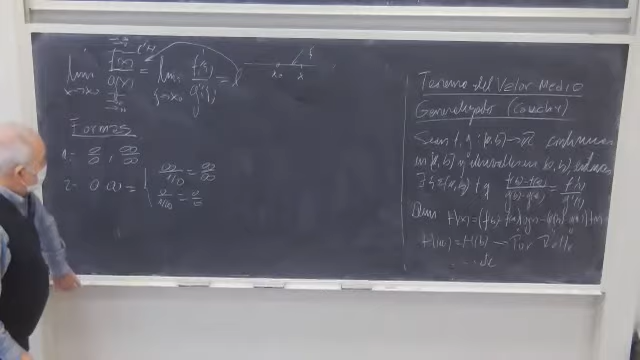 lim f(x)/g(x) = lim f'(ξ)/g'(ξ) = l
x→x₀ ξ→x₀
L'H
x₀ x
ξ
Formas
1- 0/0 , ∞/∞
2- 0·∞ = { ∞/(1/0) = ∞/∞
0/(1/∞) = 0/0
Teorema del Valor Medio
Generalizado (Cauchy)
Sean f, g : [a,b] → ℝ continuas
en [a,b] y derivables en (a,b), entonces
∃ ξ ∈ (a,b) t.q. (f(b)-f(a))/(g(b)-g(a)) = f'(ξ)/g'(ξ)
Dem H(x) = (f(b)-f(a))g(x) - (g(b)-g(a))f(x)
H(a) = H(b) → Por Rolle